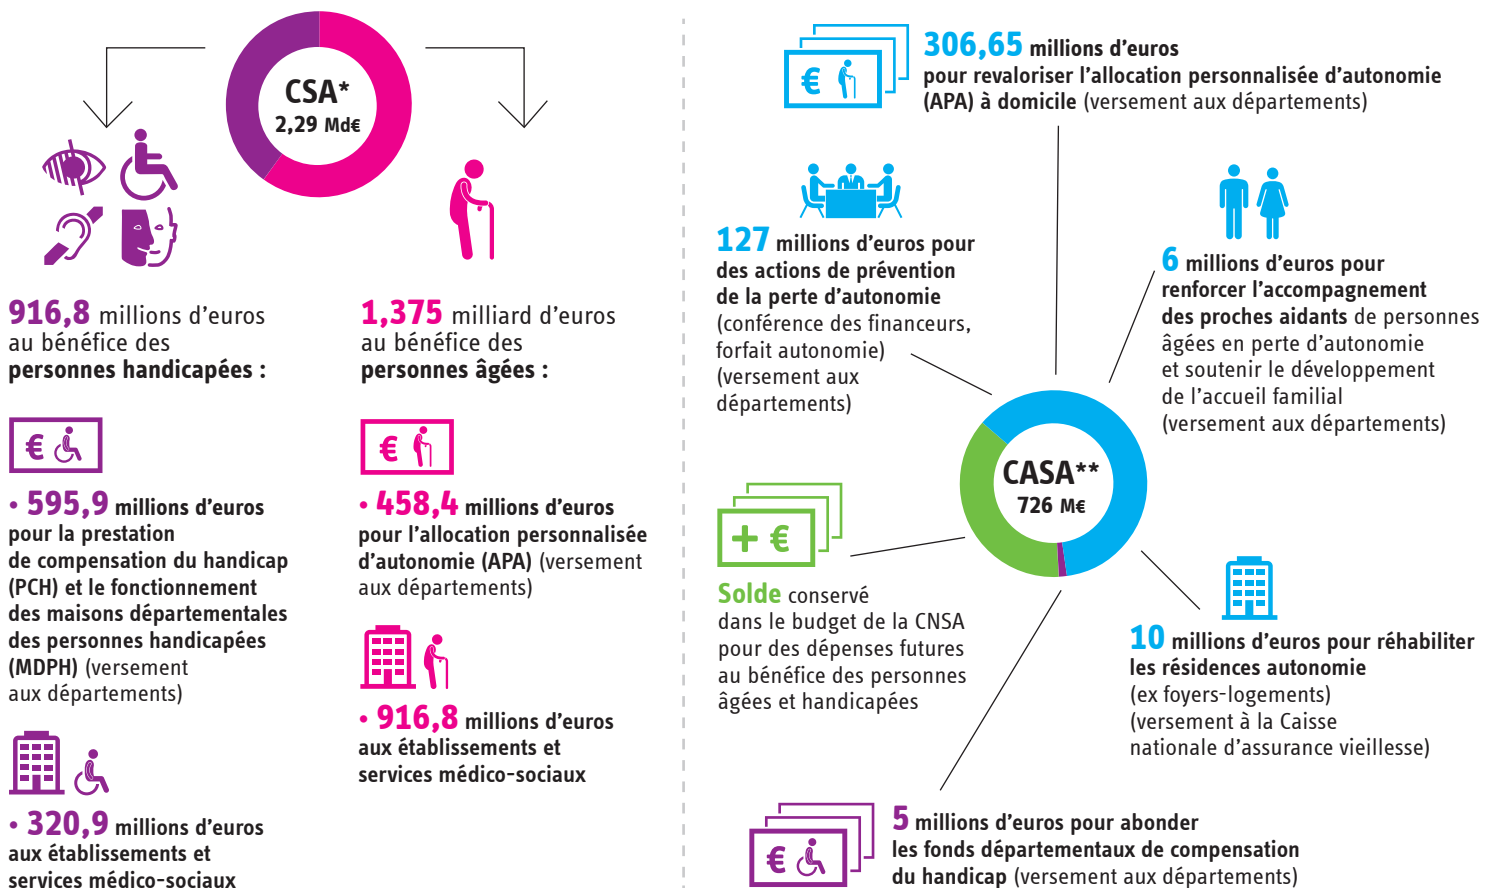 CSA*
2,29 Md€
916,8 millions d'euros
au bénéfice des
personnes handicapées :
€
• 595,9 millions d'euros
pour la prestation
de compensation du handicap
(PCH) et le fonctionnement
des maisons départementales
des personnes handicapées
(MDPH) (versement
aux départements)
• 320,9 millions d'euros
aux établissements et
services médico-sociaux
1,375 milliard d'euros
au bénéfice des
personnes âgées :
€
• 458,4 millions d'euros
pour l'allocation personnalisée
d'autonomie (APA) (versement
aux départements)
• 916,8 millions d'euros
aux établissements et
services médico-sociaux
€
306,65 millions d'euros
pour revaloriser l'allocation personnalisée d'autonomie
(APA) à domicile (versement aux départements)
127 millions d'euros pour
des actions de prévention
de la perte d'autonomie
(conférence des financeurs,
forfait autonomie)
(versement aux
départements)
6 millions d'euros pour
renforcer l'accompagnement
des proches aidants de personnes
âgées en perte d'autonomie
et soutenir le développement
de l'accueil familial
(versement aux départements)
CASA**
726 M€
+ €
Solde conservé
dans le budget de la CNSA
pour des dépenses futures
au bénéfice des personnes
âgées et handicapées
10 millions d'euros pour réhabiliter
les résidences autonomie
(ex foyers-logements)
(versement à la Caisse
nationale d'assurance vieillesse)
€
5 millions d'euros pour abonder
les fonds départementaux de compensation
du handicap (versement aux départements)